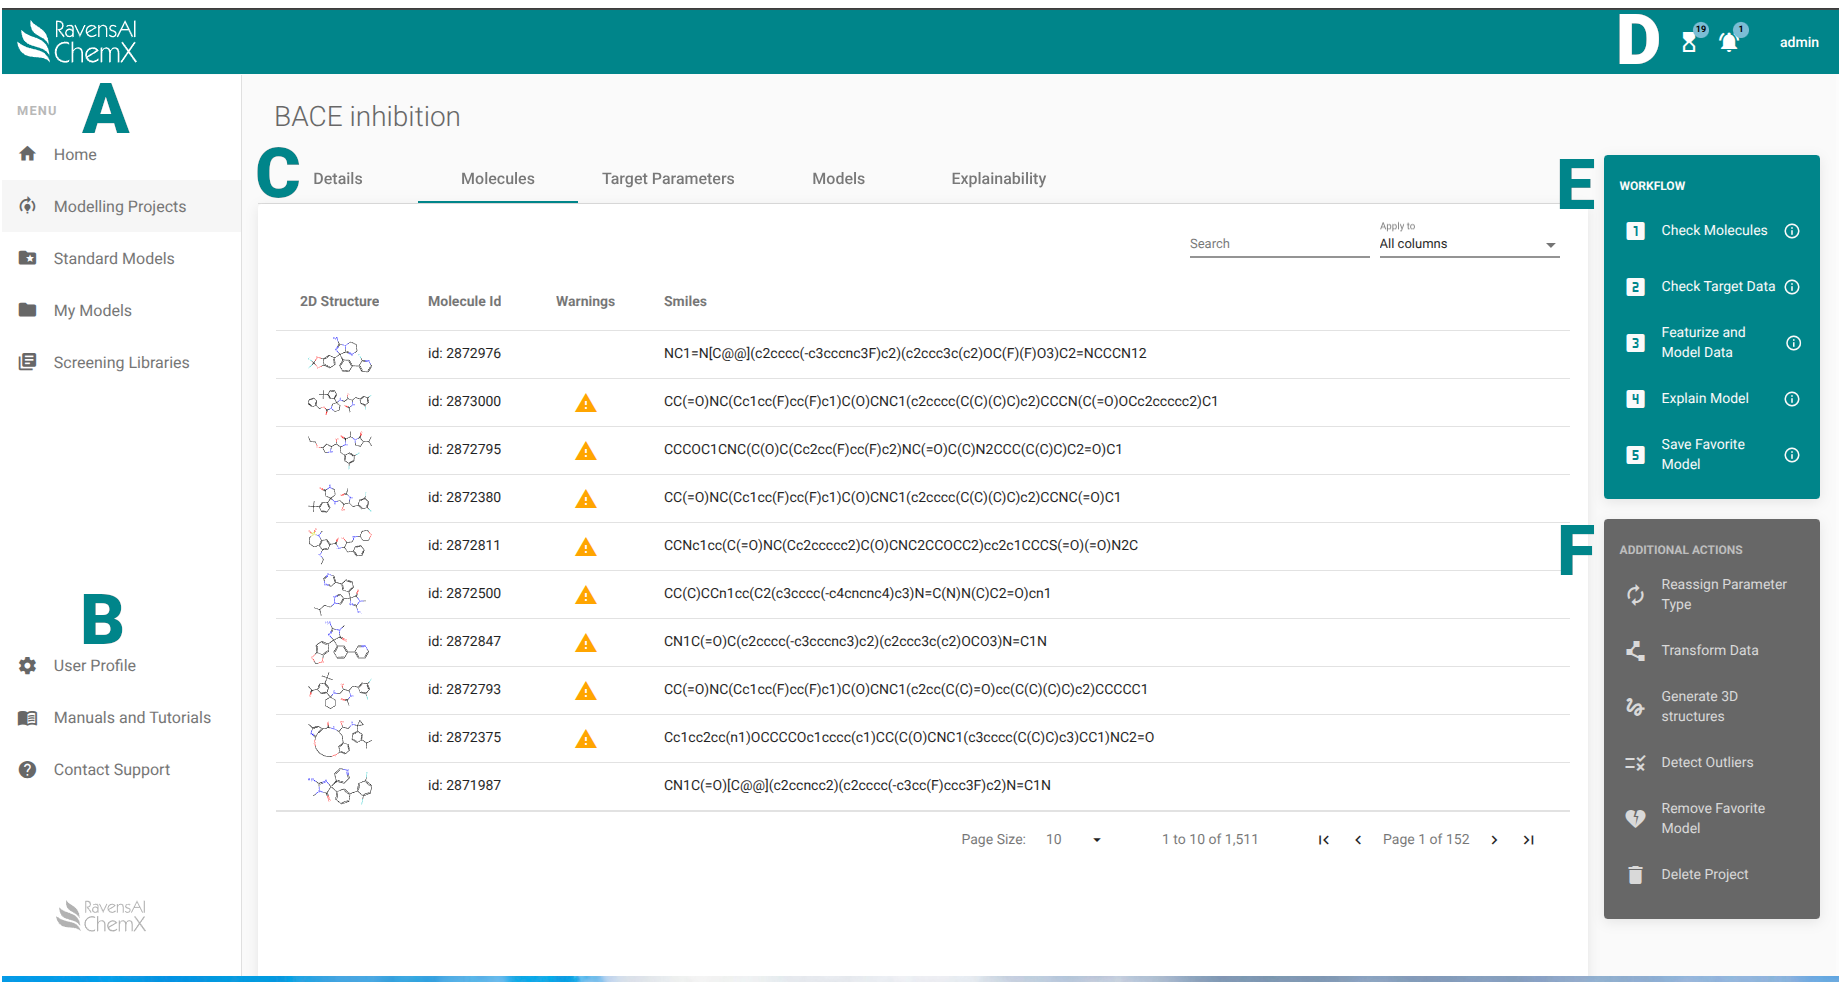 RavensAI
ChemX
D
19
1
admin
MENU
A
Home
Modelling Projects
Standard Models
My Models
Screening Libraries
B
User Profile
Manuals and Tutorials
Contact Support
RavensAI
ChemX
BACE inhibition
C
Details
Molecules
Target Parameters
Models
Explainability
Search
Apply to
All columns
2D Structure Molecule Id Warnings Smiles
id: 2872976 NC1=N[C@@](c2cccc(-c3cccnc3F)c2)(c2ccc3c(c2)OC(F)(F)O3)C2=NCCCN12
id: 2873000 CC(=O)NC(Cc1cc(F)cc(F)c1)C(O)CNC1(c2cccc(C(C)(C)C)c2)CCCN(C(=O)OCc2ccccc2)C1
id: 2872795 CCCOC1CNC(C(O)C(Cc2cc(F)cc(F)c2)NC(=O)C(C)N2CCC(C(C)C)C2=O)C1
id: 2872380 CC(=O)NC(Cc1cc(F)cc(F)c1)C(O)CNC1(c2cccc(C(C)(C)C)c2)CCNC(=O)C1
id: 2872811 CCNc1cc(C(=O)NC(Cc2ccccc2)C(O)CNC2CCOCC2)cc2c1CCCS(=O)(=O)N2C
id: 2872500 CC(C)CCn1cc(C2(c3cccc(-c4cncnc4)c3)N=C(N)N(C)C2=O)cn1
id: 2872847 CN1C(=O)C(c2cccc(-c3cccnc3)c2)(c2ccc3c(c2)OCO3)N=C1N
id: 2872793 CC(=O)NC(Cc1cc(F)cc(F)c1)C(O)CNC1(c2cc(C(C)=O)cc(C(C)(C)C)c2)CCCCC1
id: 2872375 Cc1cc2cc(n1)OCCCCOc1cccc(c1)CC(C(O)CNC1(c3cccc(C(C)C)c3)CC1)NC2=O
id: 2871987 CN1C(=O)[C@@](c2ccncc2)(c2cccc(-c3cc(F)ccc3F)c2)N=C1N
Page Size: 10
1 to 10 of 1,511
Page 1 of 152
E
WORKFLOW
1 Check Molecules
2 Check Target Data
3 Featurize and
Model Data
4 Explain Model
5 Save Favorite
Model
F
ADDITIONAL ACTIONS
Reassign Parameter
Type
Transform Data
Generate 3D
structures
Detect Outliers
Remove Favorite
Model
Delete Project